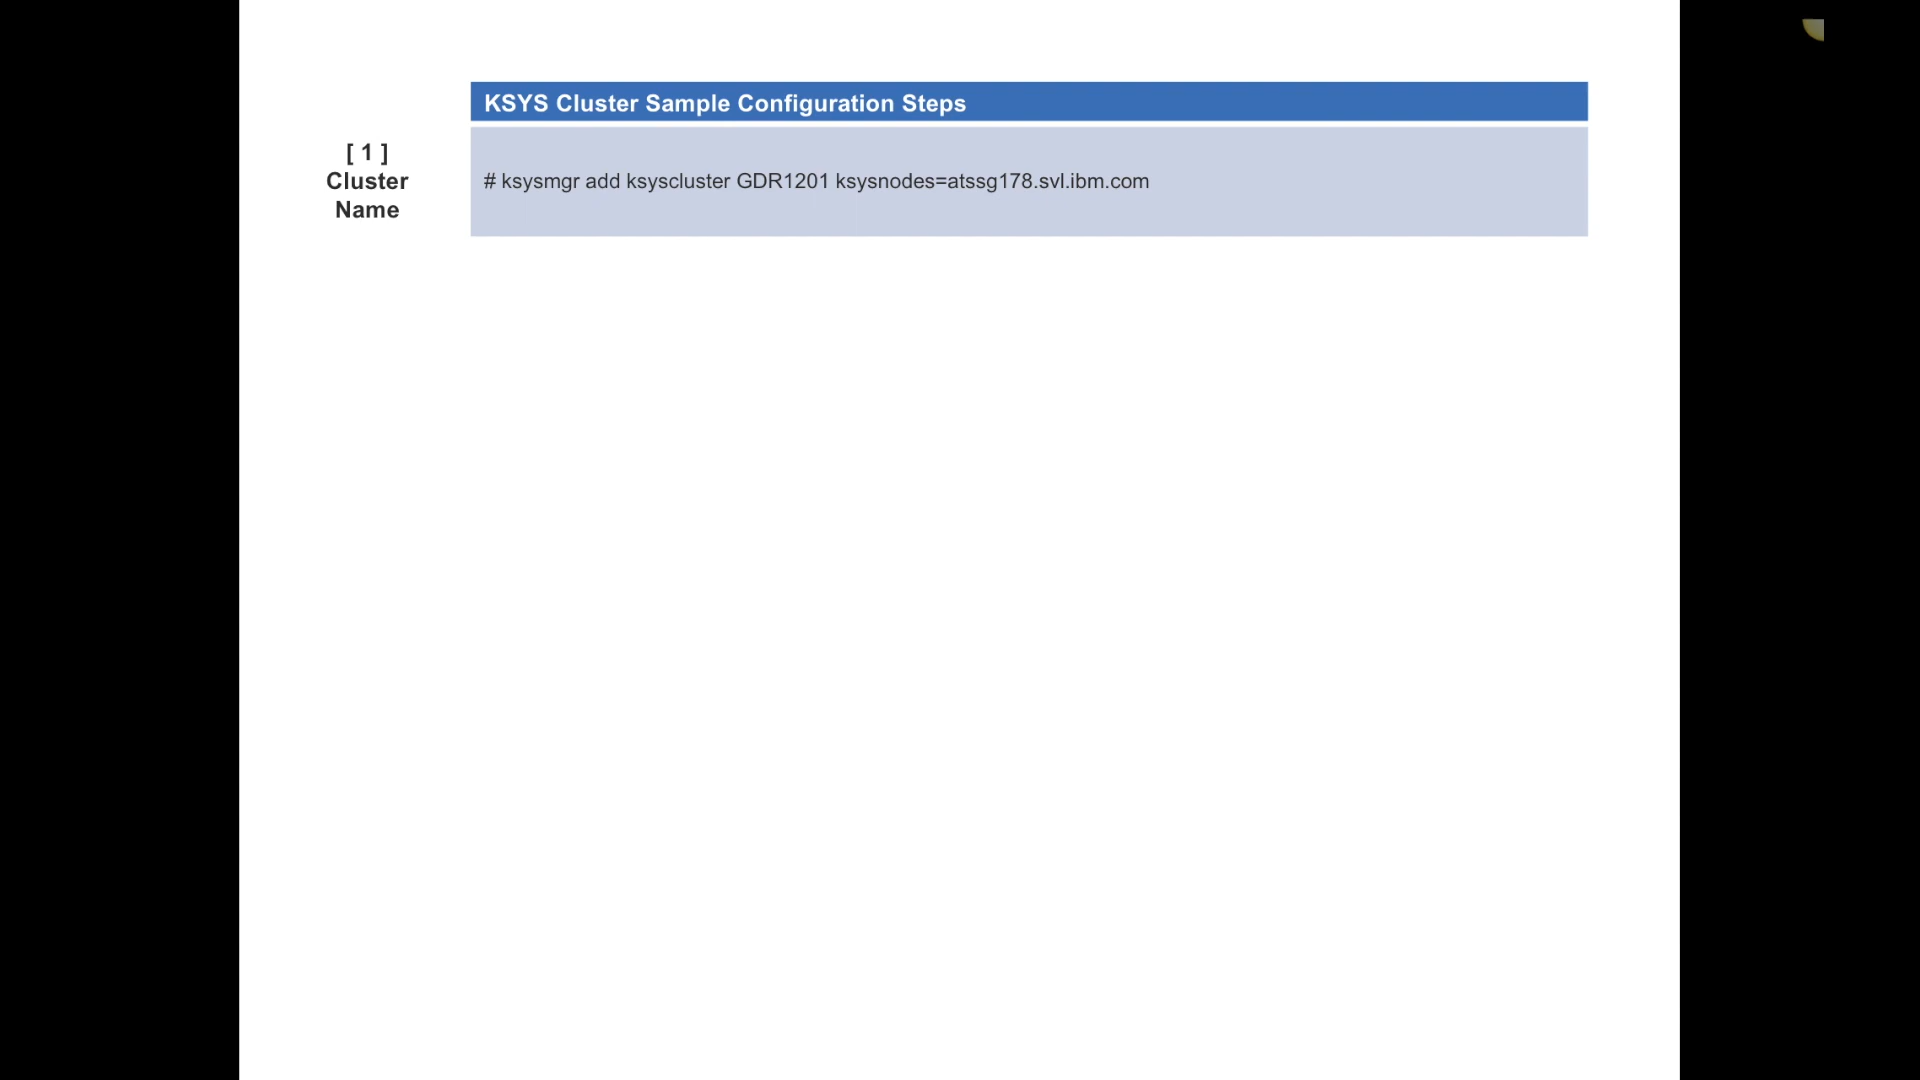 KSYS Cluster Sample Configuration Steps
[ 1 ]
Cluster
Name
# ksysmgr add ksyscluster GDR1201 ksysnodes=atssg178.svl.ibm.com